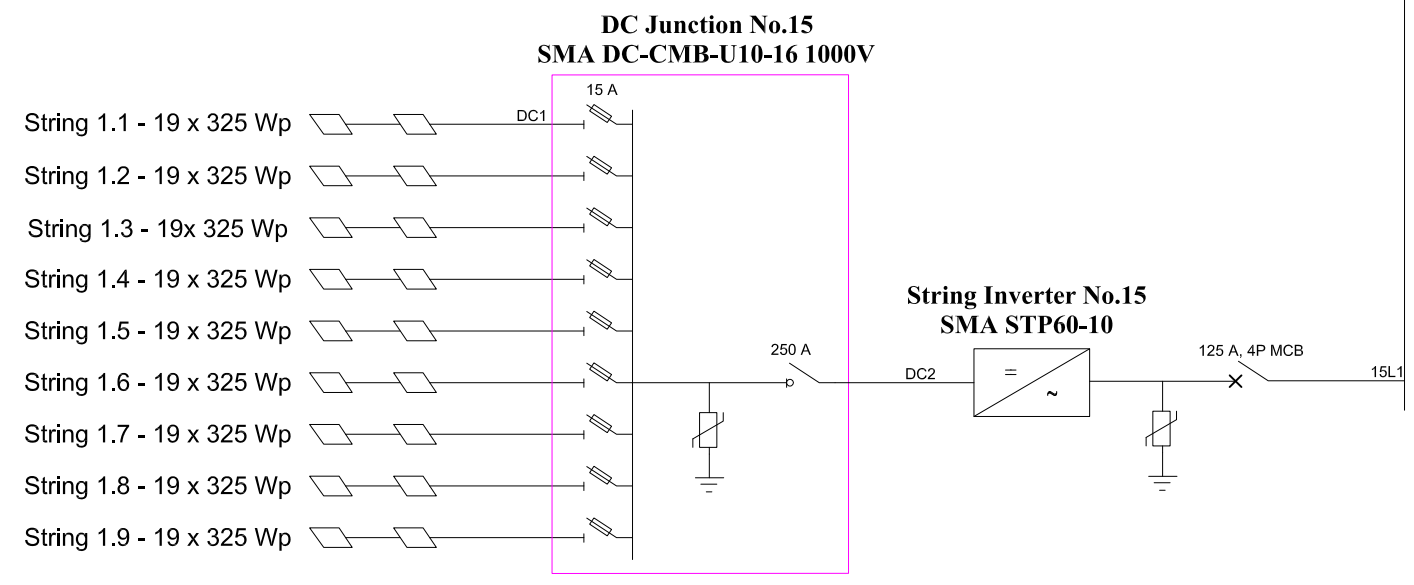 DC Junction No.15
SMA DC-CMB-U10-16 1000V
15 A
String 1.1 - 19 x 325 Wp
DC1
String 1.2 - 19 x 325 Wp
String 1.3 - 19x 325 Wp
String 1.4 - 19 x 325 Wp
String 1.5 - 19 x 325 Wp
String 1.6 - 19 x 325 Wp
String 1.7 - 19 x 325 Wp
String 1.8 - 19 x 325 Wp
String 1.9 - 19 x 325 Wp
250 A
DC2
String Inverter No.15
SMA STP60-10
=
~
125 A, 4P MCB
15L1